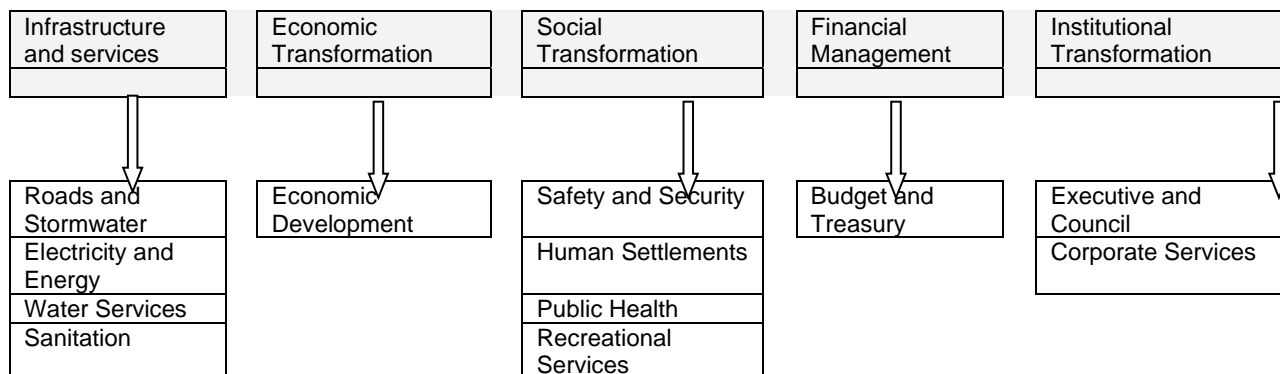 Infrastructure
and services
Economic
Transformation
Social
Transformation
Financial
Management
Institutional
Transformation
Roads and
Stormwater
Electricity and
Energy
Water Services
Sanitation
Economic
Development
Safety and Security
Human Settlements
Public Health
Recreational
Services
Budget and
Treasury
Executive and
Council
Corporate Services